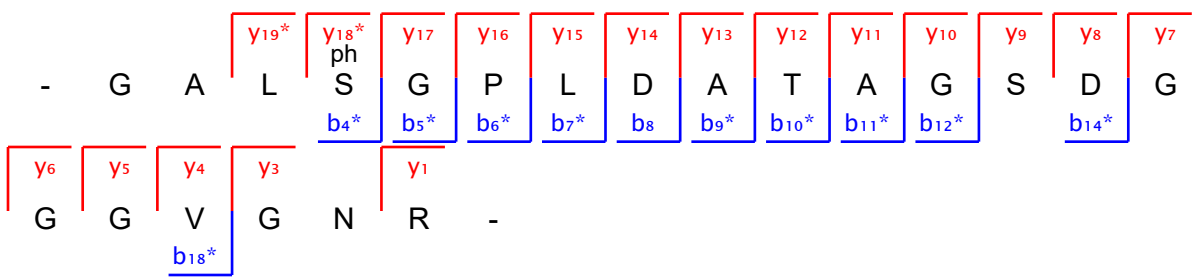 y19* y18* y17 y16 y15 y14 y13 y12 y11 y10 y9 y8 y7
ph
- G A L S G P L D A T A G S D G
b4* b5* b6* b7* b8 b9* b10* b11* b12* b14*
y6 y5 y4 y3 y1
G G V G N R -
b18*